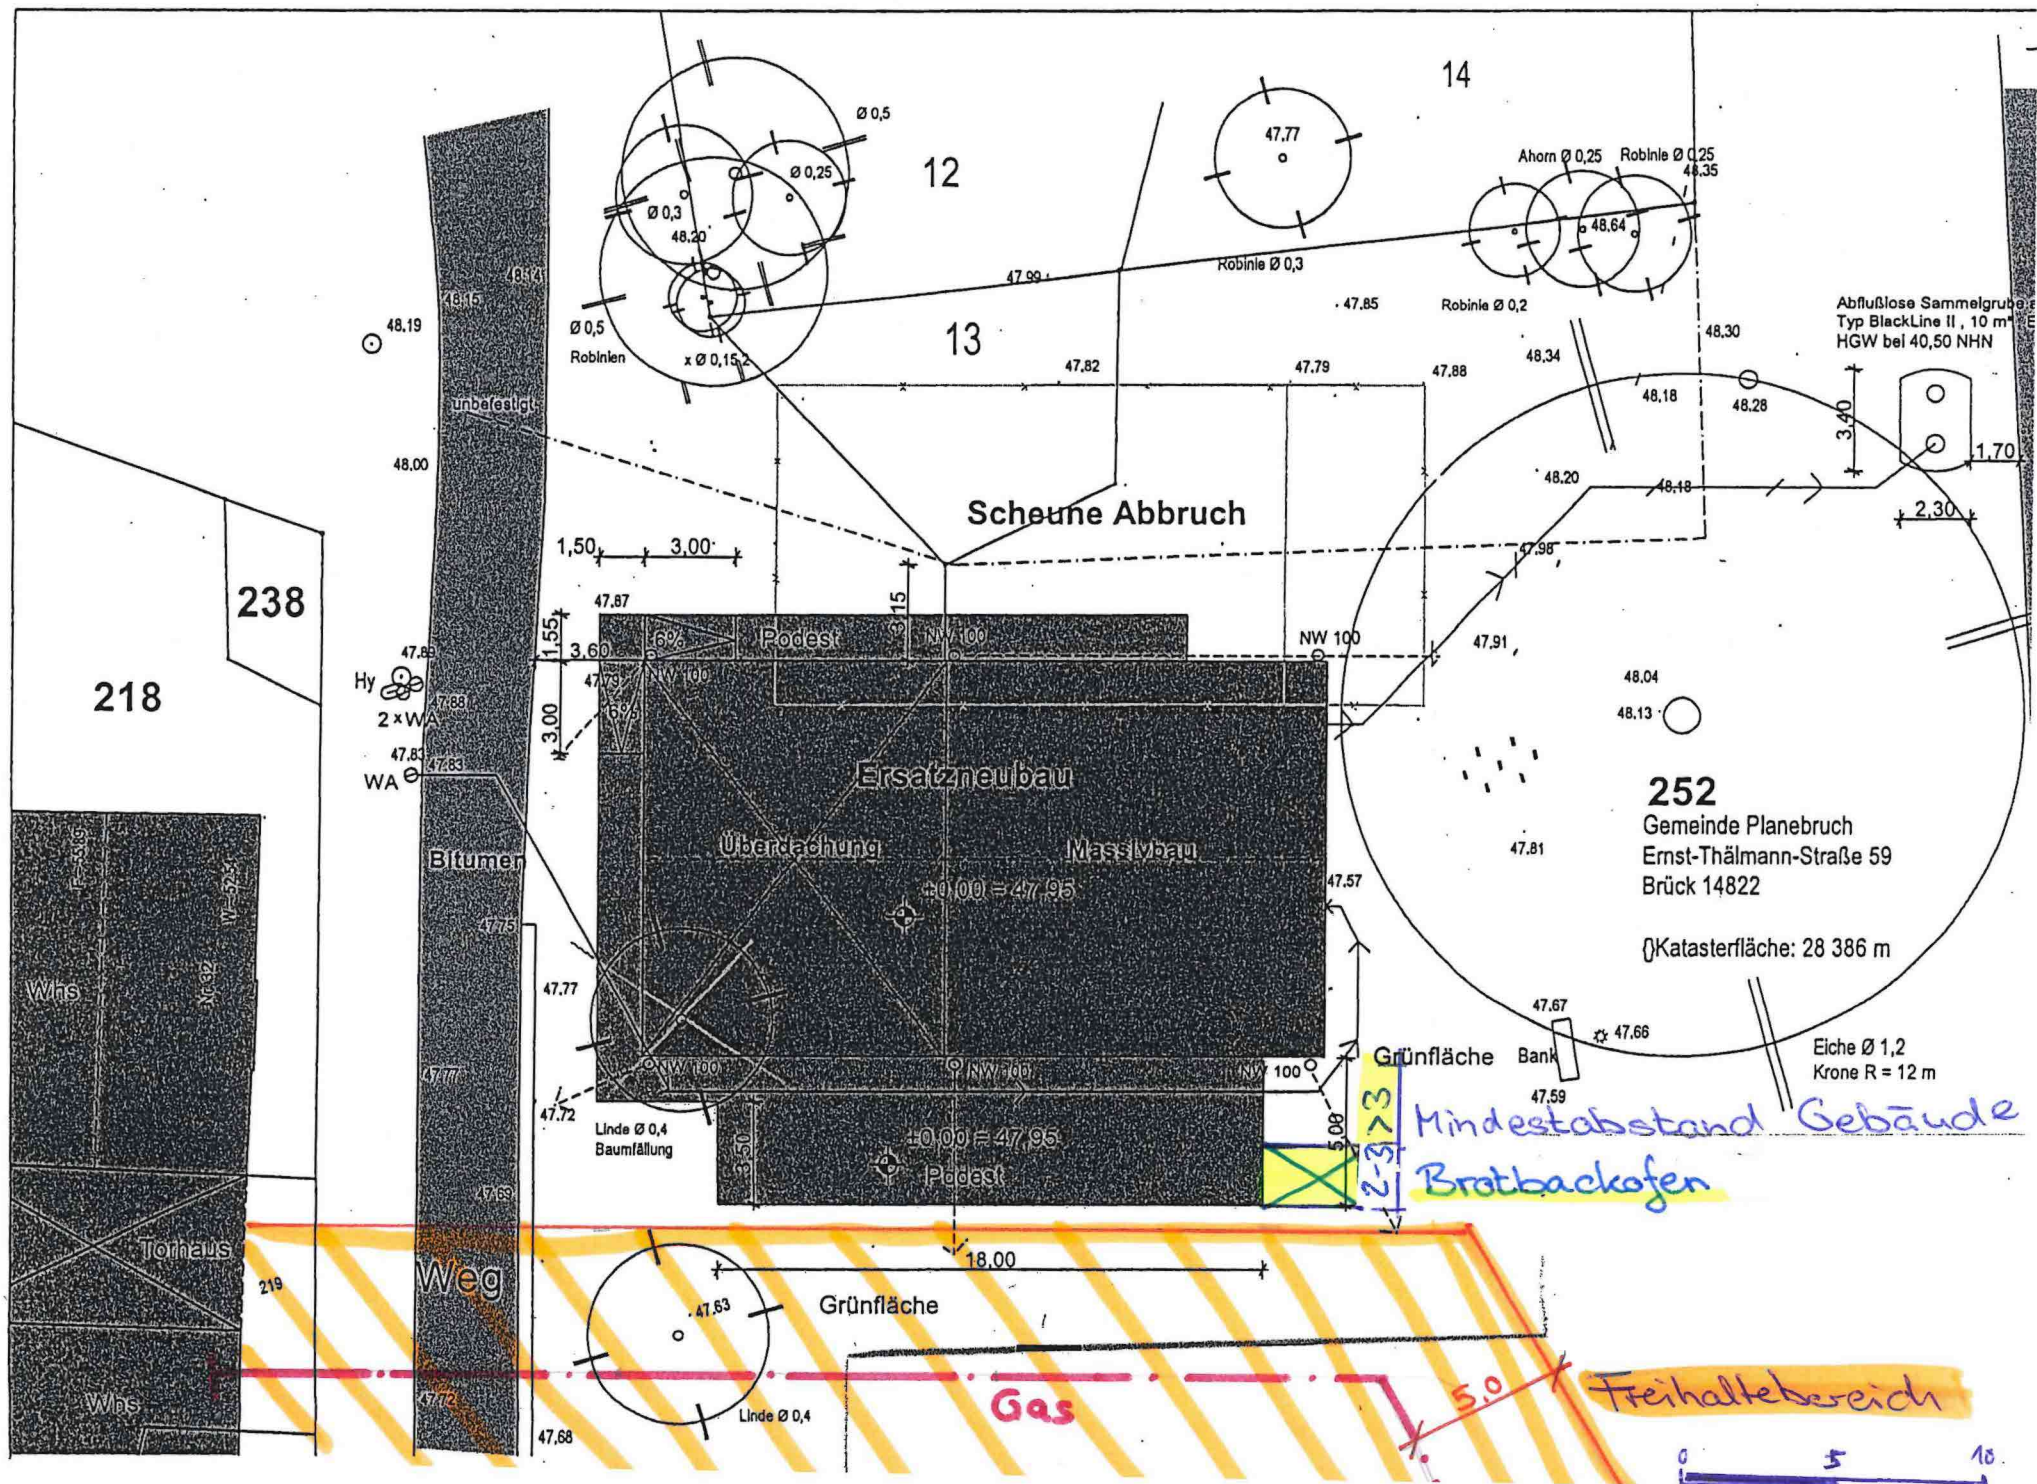 14
Ø 0,5
47,77
12
Ø 0,25
Ahorn Ø 0,25
Robinie Ø 0,25
48,35
Ø 0,3
48,20
48,64
48,14
47,99
Robinie Ø 0,3
48,15
47,85
Robinie Ø 0,2
Abflußlose Sammelgrube
Typ BlackLine II , 10 m³
HGW bei 40,50 NHN
48,19
Ø 0,5
Robinien
x Ø 0,15 2
13
48,30
48,34
47,82
47,79
47,88
48,18
48,28
3,40
unbefestigt
48,00
48,20
48,18
1,70
Scheune Abbruch
2,30
1,50
3,00
47,98
238
47,87
3,15
1,55
6%
Podest
NW 100
NW 100
47,91
3,60
47,79
NW 100
48,04
218
Hy
47,88
6%
48,13
2 x WA
3,00
47,83
47,83
WA
Ersatzneubau
252
Gemeinde Planebruch
Ernst-Thälmann-Straße 59
Brück 14822
Bitumen
Überdachung
Massivbau
47,81
±0,00 = 47,95
47,57
47,75
{}Katasterfläche: 28 386 m
Whs
Nr.32
47,77
47,67
47,66
Grünfläche
Bank
Eiche Ø 1,2
Krone R = 12 m
47,77
NW 100
NW 100
NW 100
47,59
47,72
>3
Mindestabstand Gebäude
Linde Ø 0,4
Baumfällung
±0,00 = 47,95
3,50
5,00
Podest
2-3
Brotbackofen
47,69
Torhaus
Weg
219
18,00
47,63
Grünfläche
Gas
5,0
Freihaltebereich
Whs
47,72
Linde Ø 0,4
47,68
0 5 10